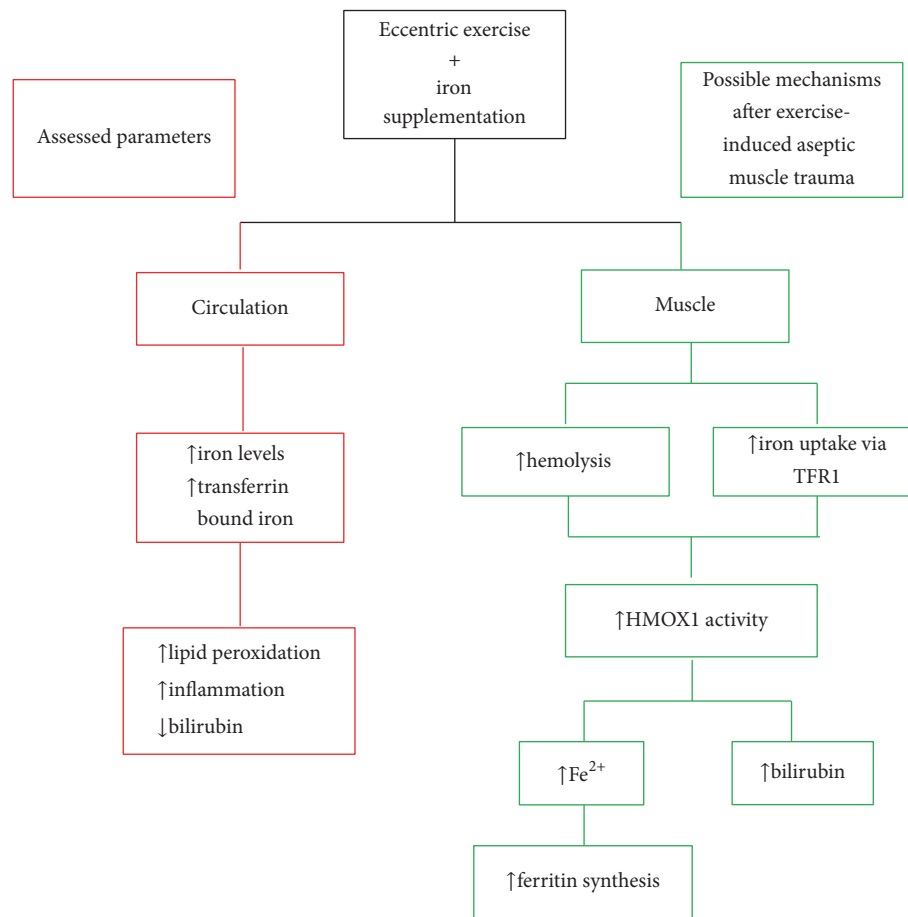 Eccentric exercise
+
iron
supplementation
Assessed parameters
Possible mechanisms
after exercise-
induced aseptic
muscle trauma
Circulation
Muscle
↑iron levels
↑transferrin
bound iron
↑hemolysis
↑iron uptake via
TFR1
↑HMOX1 activity
↑lipid peroxidation
↑inflammation
↓bilirubin
↑Fe²⁺
↑bilirubin
↑ferritin synthesis